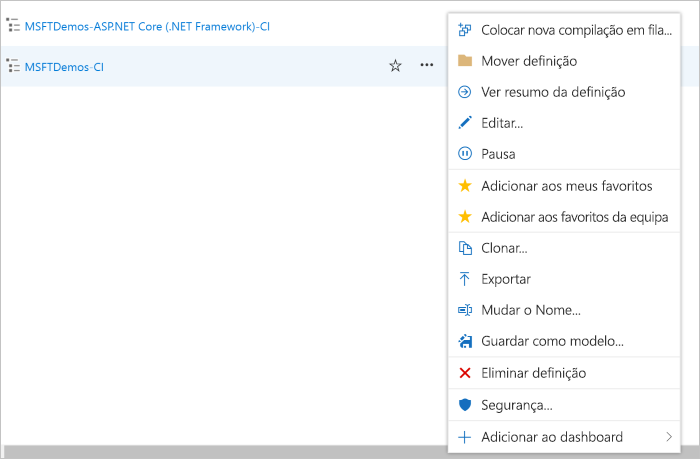 MSFTDemos-ASP.NET Core (.NET Framework)-CI
MSFTDemos-CI
Colocar nova compilação em fila...
Mover definição
Ver resumo da definição
Editar...
Pausa
Adicionar aos meus favoritos
Adicionar aos favoritos da equipa
Clonar...
Exportar
Mudar o Nome...
Guardar como modelo...
Eliminar definição
Segurança...
Adicionar ao dashboard